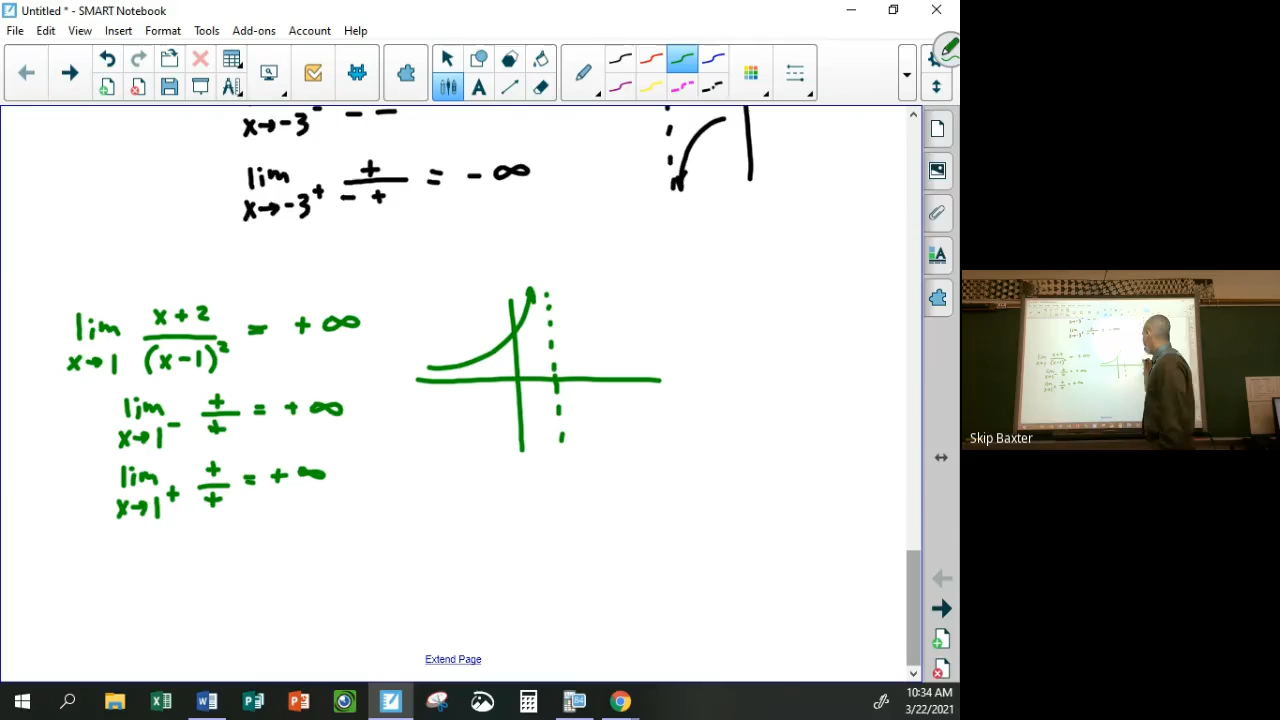 Untitled * - SMART Notebook
File Edit View Insert Format Tools Add-ons Account Help
x→-3⁻ - -
lim x→-3⁺ +/- + = - ∞
lim x→1 x+2/(x-1)² = + ∞
lim x→1⁻ +/+ = + ∞
lim x→1⁺ +/+ = + ∞
Extend Page
Skip Baxter
10:34 AM
3/22/2021